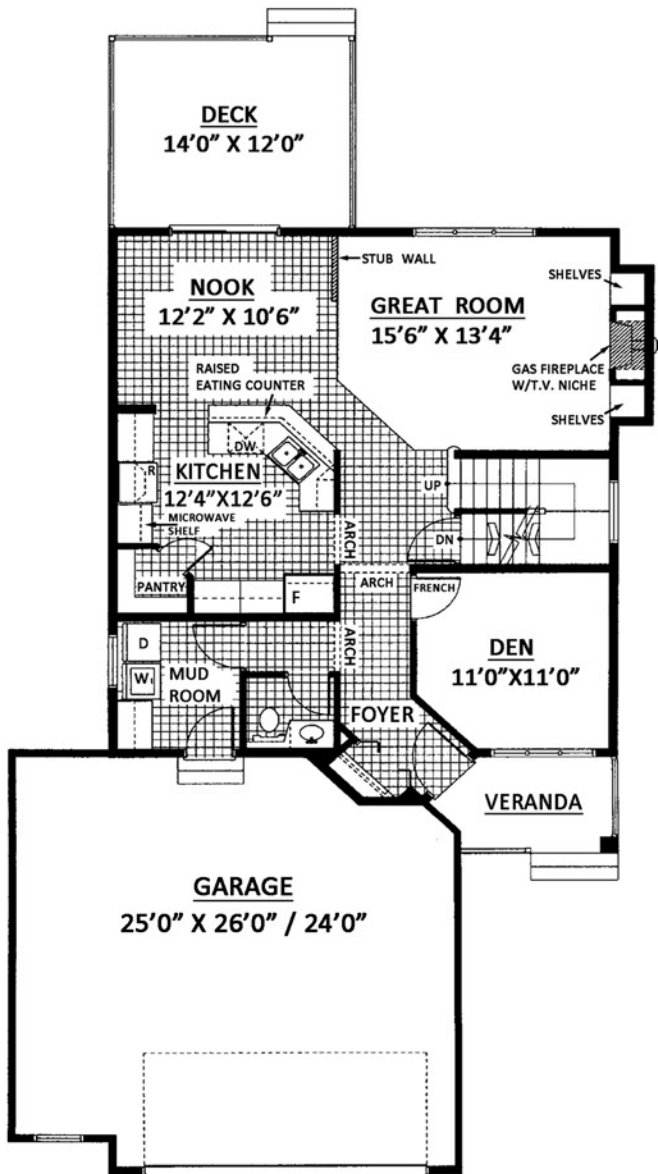 DECK
14'0" X 12'0"
NOOK
12'2" X 10'6"
STUB WALL
GREAT ROOM
15'6" X 13'4"
SHELVES
GAS FIREPLACE
W/T.V. NICHE
SHELVES
RAISED
EATING COUNTER
DW
R
KITCHEN
12'4"X12'6"
MICROWAVE
SHELF
PANTRY
F
UP
DN
ARCH
ARCH
ARCH
FRENCH
DEN
11'0"X11'0"
D
W
MUD
ROOM
FOYER
VERANDA
GARAGE
25'0" X 26'0" / 24'0"